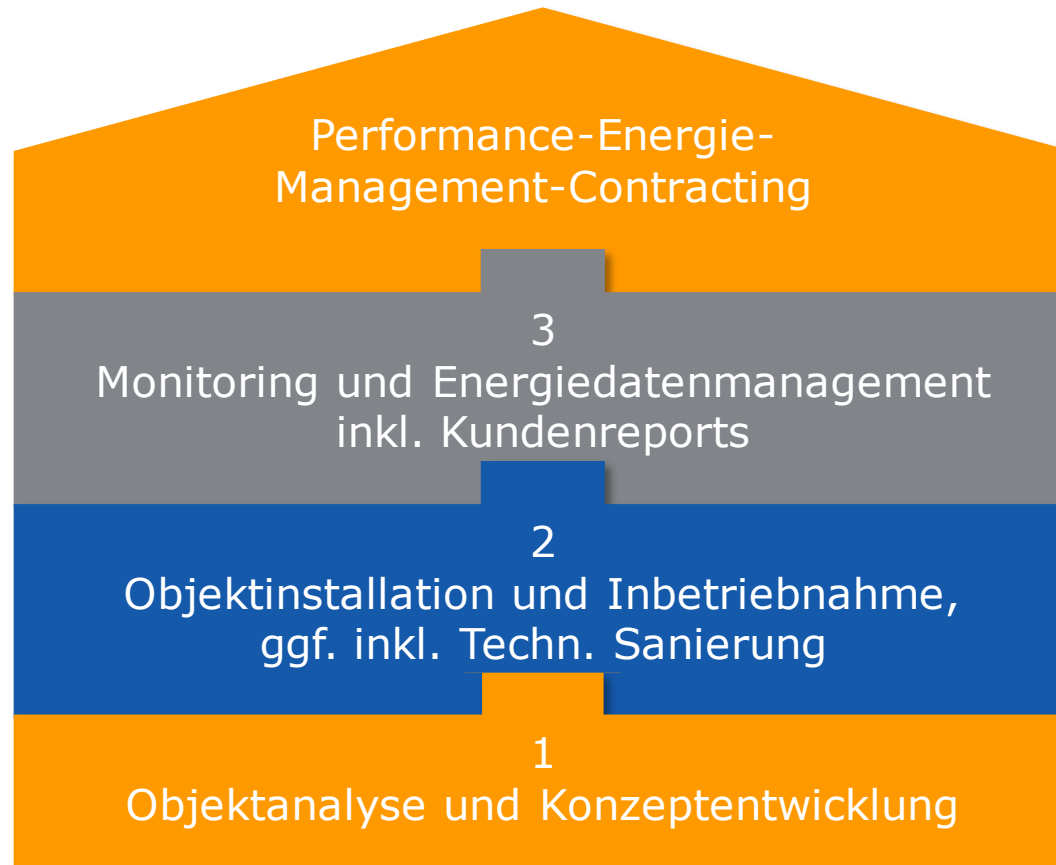 Performance-Energie-
Management-Contracting
3
Monitoring und Energiedatenmanagement
inkl. Kundenreports
2
Objektinstallation und Inbetriebnahme,
ggf. inkl. Techn. Sanierung
1
Objektanalyse und Konzeptentwicklung